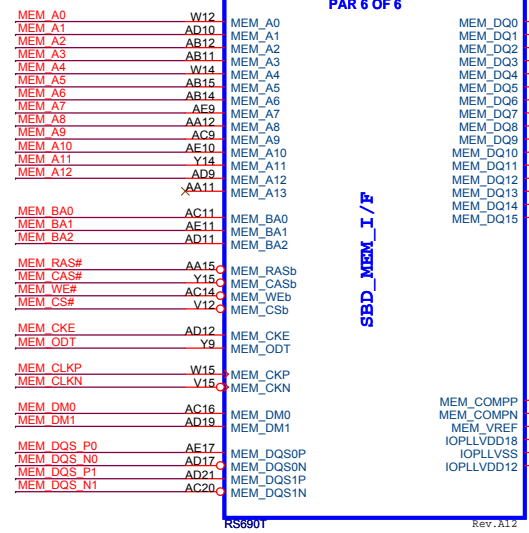 PAR 6 OF 6
MEM_A0 W12 MEM_A0 MEM_DQ0
MEM_A1 AD10 MEM_A1 MEM_DQ1
MEM_A2 AB12 MEM_A2 MEM_DQ2
MEM_A3 AB11 MEM_A3 MEM_DQ3
MEM_A4 W14 MEM_A4 MEM_DQ4
MEM_A5 AB15 MEM_A5 MEM_DQ5
MEM_A6 AB14 MEM_A6 MEM_DQ6
MEM_A7 AE9 MEM_A7 MEM_DQ7
MEM_A8 AA12 MEM_A8 MEM_DQ8
MEM_A9 AC9 MEM_A9 MEM_DQ9
MEM_A10 AE10 MEM_A10 MEM_DQ10
MEM_A11 Y14 MEM_A11 MEM_DQ11
MEM_A12 AD9 MEM_A12 MEM_DQ12
AA11 MEM_A13 MEM_DQ13
MEM_DQ14
MEM_BA0 AC11 MEM_BA0 MEM_DQ15
MEM_BA1 AE11 MEM_BA1
MEM_BA2 AD11 MEM_BA2
SBD_MEM_I/F
MEM_RAS# AA15 MEM_RASb
MEM_CAS# Y15 MEM_CASb
MEM_WE# AC14 MEM_WEb
MEM_CS# V12 MEM_CSb
MEM_CKE AD12 MEM_CKE
MEM_ODT Y9 MEM_ODT
MEM_CLKP W15 MEM_CKP
MEM_CLKN V15 MEM_CKN
MEM_COMPP
MEM_DM0 AC16 MEM_DM0 MEM_COMPN
MEM_DM1 AD19 MEM_DM1 MEM_VREF
IOPLLVDD18
MEM_DQS_P0 AE17 MEM_DQS0P IOPLLVSS
MEM_DQS_N0 AD17 MEM_DQS0N IOPLLVDD12
MEM_DQS_P1 AD21 MEM_DQS1P
MEM_DQS_N1 AC20 MEM_DQS1N
RS690T Rev.A12